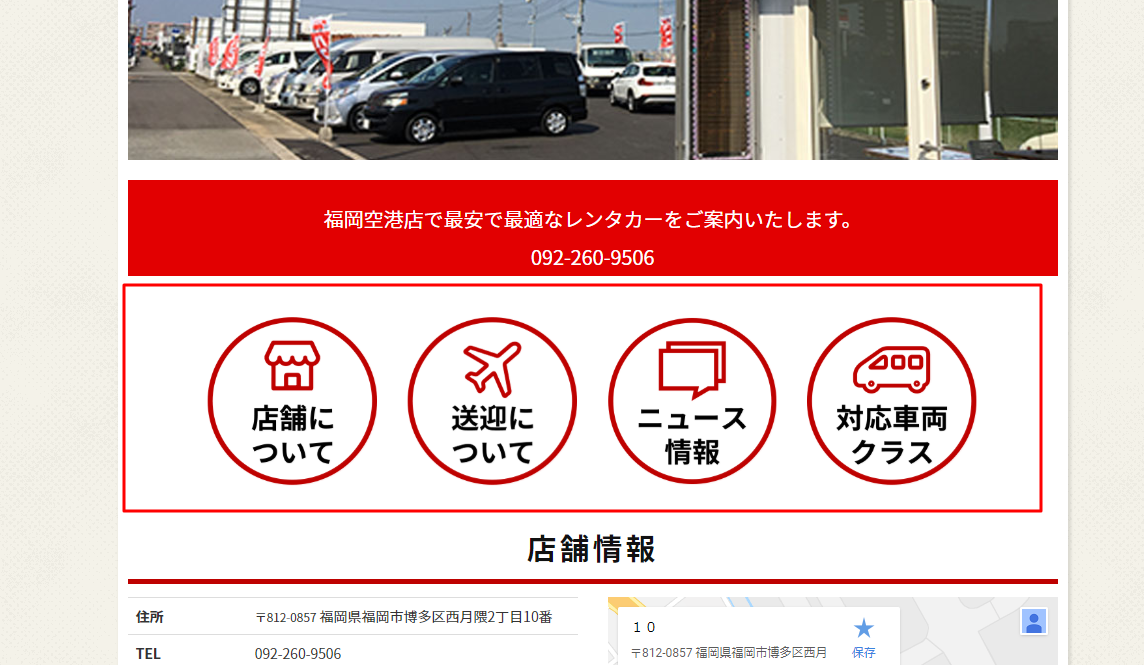 福岡空港店で最安で最適なレンタカーをご案内いたします。
092-260-9506
店舗に
ついて
送迎に
ついて
ニュース
情報
対応車両
クラス
店舗情報
住所
〒812-0857 福岡県福岡市博多区西月隈2丁目10番
TEL
092-260-9506
１０
〒812-0857 福岡県福岡市博多区西月
保存